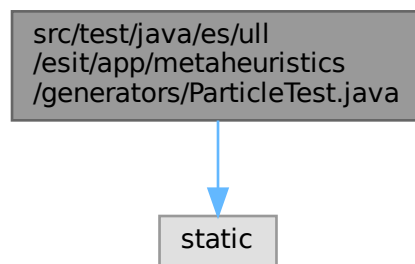 src/test/java/es/ull
/esit/app/metaheuristics
/generators/ParticleTest.java
static